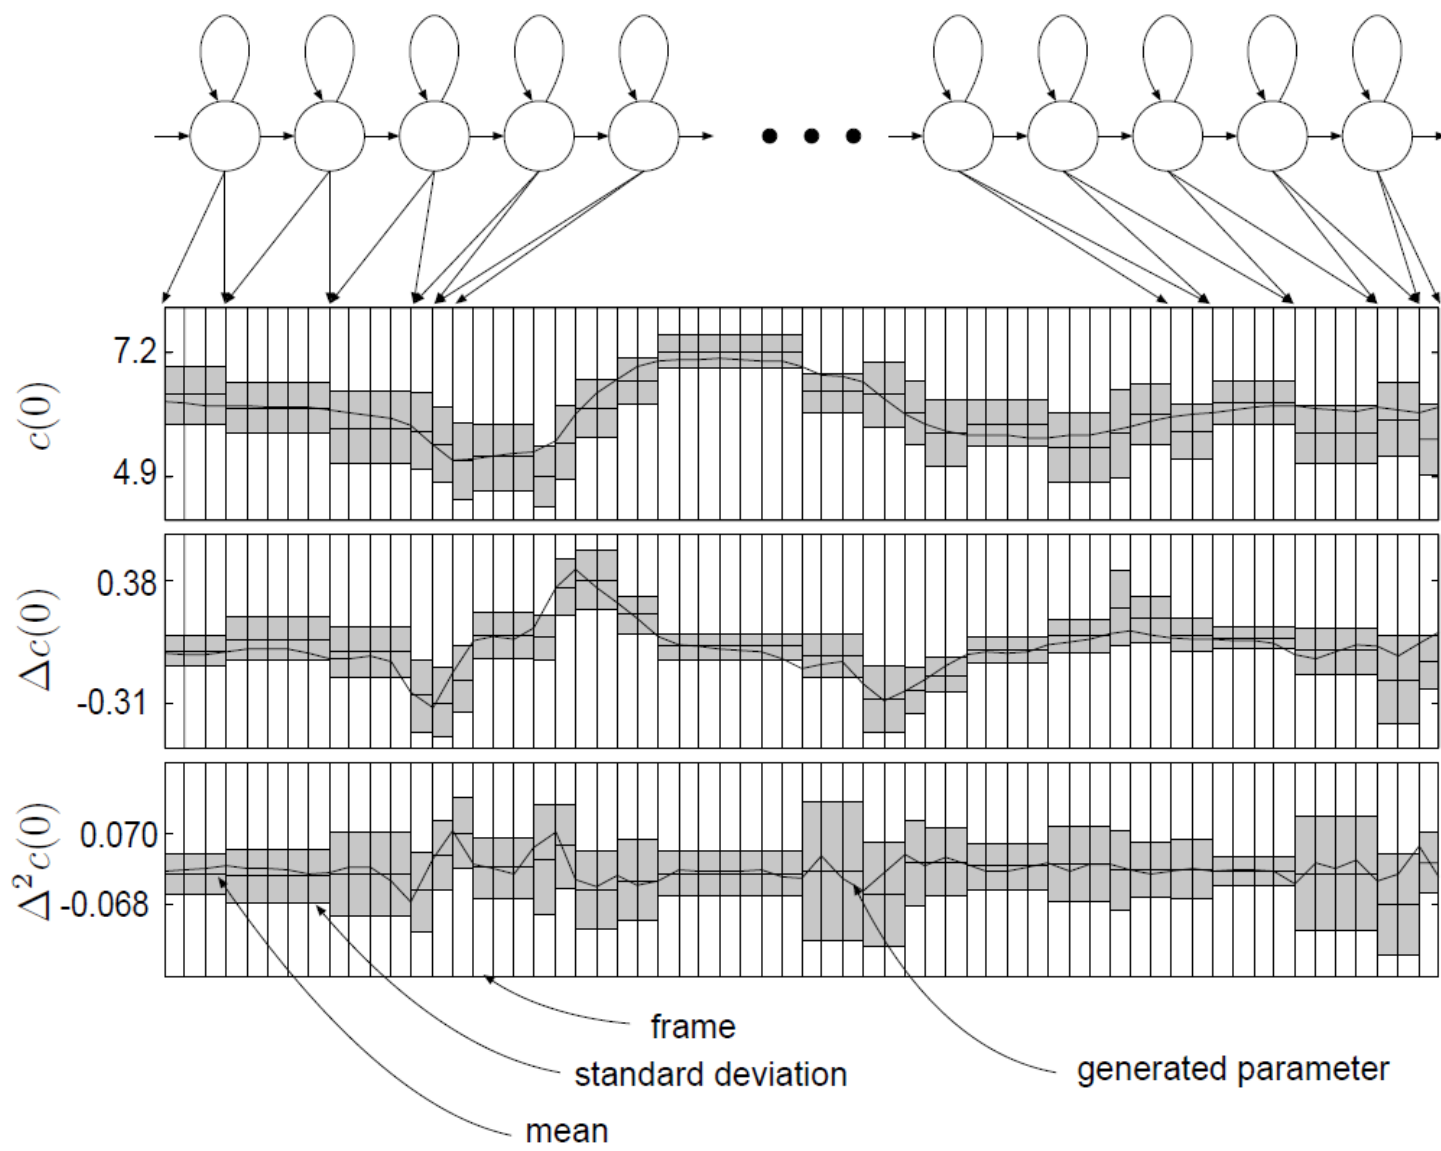 7.2
c(0)
4.9
0.38
Δc(0)
-0.31
0.070
Δ²c(0)
-0.068
frame
standard deviation
generated parameter
mean